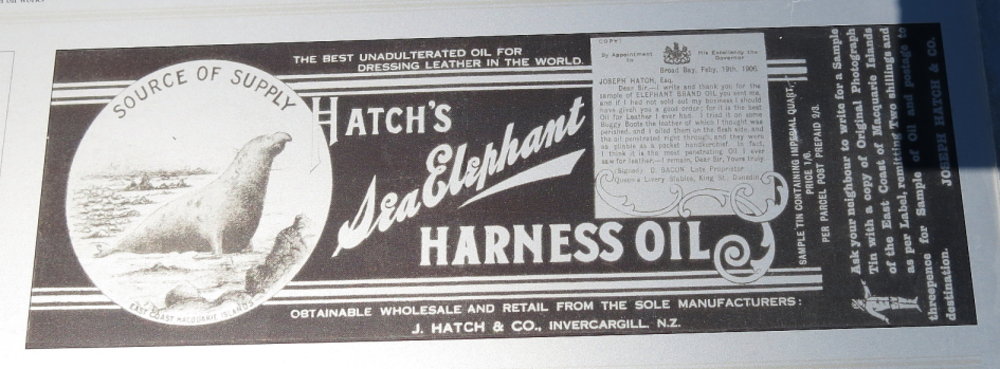 SOURCE OF SUPPLY
EAST COAST MACQUARIE ISLANDS
THE BEST UNADULTERATED OIL FOR
DRESSING LEATHER IN THE WORLD.
HATCH'S
Sea Elephant
HARNESS OIL
OBTAINABLE WHOLESALE AND RETAIL FROM THE SOLE MANUFACTURERS:
J. HATCH & CO., INVERCARGILL, N.Z.
COPY:
By Appointment to
His Excellency the Governor
Broad Bay, Feby. 19th, 1906.
JOSEPH HATCH, Esq.
Dear Sir,—I write and thank you for the
sample of ELEPHANT BRAND OIL you sent me,
and if I had not sold out my business I should
have given you a good order; for it is the best
Oil for Leather I ever had. I tried it on some
Buggy Boots the leather of which I thought was
perished, and I oiled them on the flesh side, and
the oil penetrated right through, and they were
as pliable as a pocket handkerchief. In fact,
I think it is the most penetrating Oil I ever
saw for leather.—I remain, Dear Sir, Yours truly.
(Signed) D. BACON Late Proprietor
Queen's Livery Stables, King St., Dunedin
SAMPLE TIN CONTAINING IMPERIAL QUART,
PRICE 1/6.
PER PARCEL POST PREPAID 2/3.
Ask your neighbour to write for a Sample
Tin with a copy of Original Photograph
of the East Coast of Macquarie Islands
as per Label, remitting Two shillings and
threepence for Sample of Oil and postage to
destination. JOSEPH HATCH & CO.